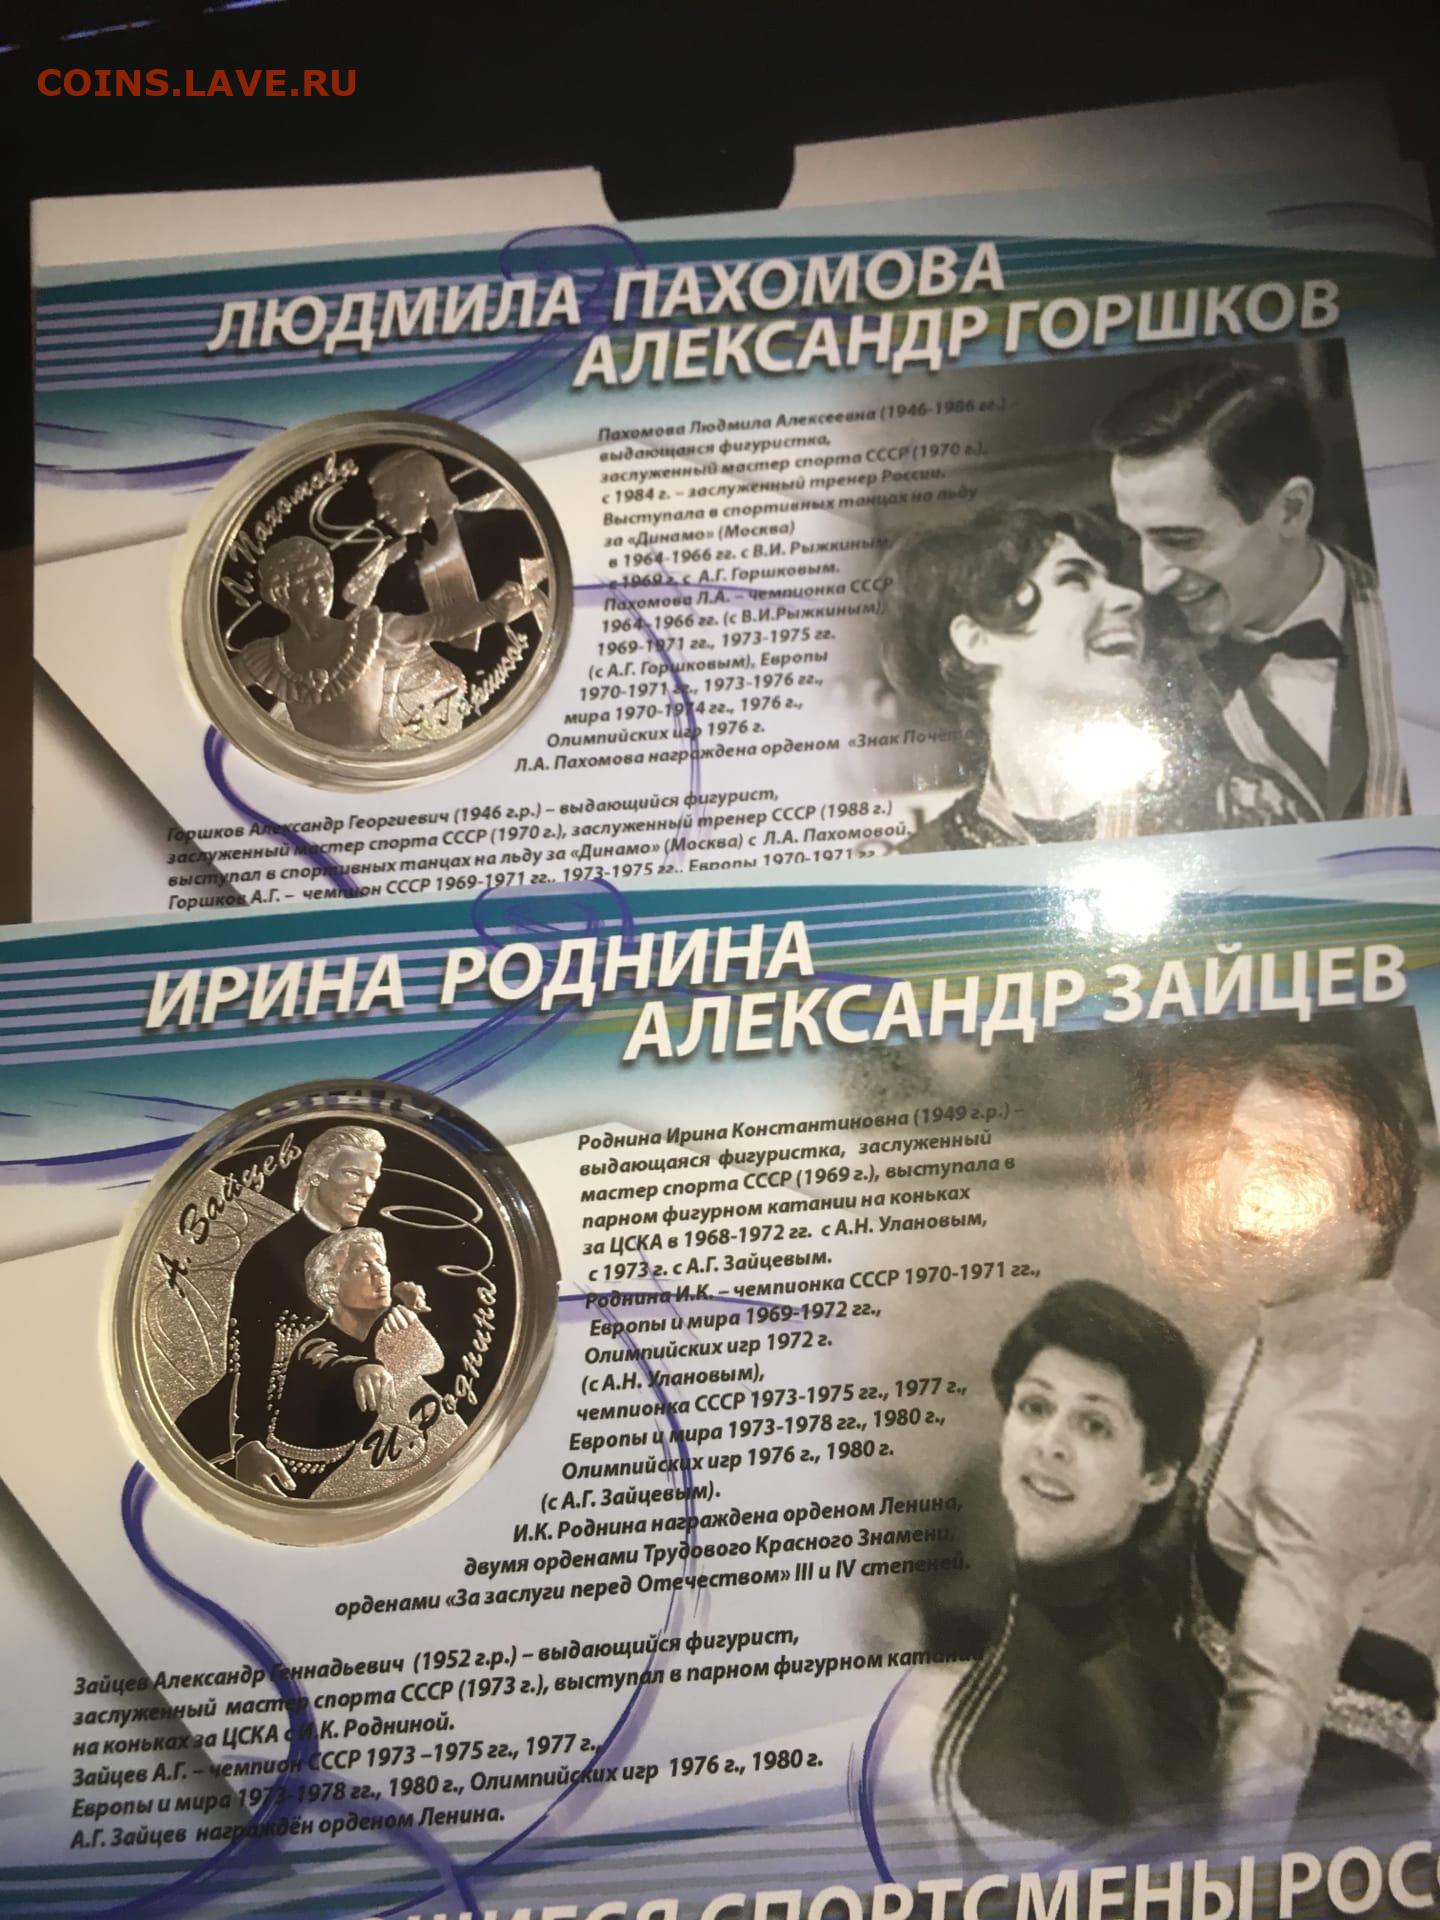 COINS.LAVE.RU
ЛЮДМИЛА ПАХОМОВА
АЛЕКСАНДР ГОРШКОВ
Л. Пахомова
А. Горшков
Пахомова Людмила Алексеевна (1946-1986 гг.) –
выдающаяся фигуристка,
заслуженный мастер спорта СССР (1970 г.),
с 1984 г. – заслуженный тренер России.
Выступала в спортивных танцах на льду
за «Динамо» (Москва)
в 1964-1966 гг. с В.И. Рыжкиным,
с 1969 г. с А.Г. Горшковым.
Пахомова Л.А. – чемпионка СССР
1964-1966 гг. (с В.И.Рыжкиным),
1969-1971 гг., 1973-1975 гг.
(с А.Г. Горшковым), Европы
1970-1971 гг., 1973-1976 гг.,
мира 1970-1974 гг., 1976 г.,
Олимпийских игр 1976 г.
Л.А. Пахомова награждена орденом «Знак Почёта
Горшков Александр Георгиевич (1946 г.р.) – выдающийся фигурист,
заслуженный мастер спорта СССР (1970 г.), заслуженный тренер СССР (1988 г.)
выступал в спортивных танцах на льду за «Динамо» (Москва) с Л.А. Пахомовой.
Горшков А.Г. – чемпион СССР 1969-1971 гг., 1973-1975 гг., Европы 1970-1971 гг.
ИРИНА РОДНИНА
АЛЕКСАНДР ЗАЙЦЕВ
А. Зайцев
И. Роднина
Роднина Ирина Константиновна (1949 г.р.) –
выдающаяся фигуристка, заслуженный
мастер спорта СССР (1969 г.), выступала в
парном фигурном катании на коньках
за ЦСКА в 1968-1972 гг. с А.Н. Улановым,
с 1973 г. с А.Г. Зайцевым.
Роднина И.К. – чемпионка СССР 1970-1971 гг.,
Европы и мира 1969-1972 гг.,
Олимпийских игр 1972 г.
(с А.Н. Улановым),
чемпионка СССР 1973-1975 гг., 1977 г.,
Европы и мира 1973-1978 гг., 1980 г.,
Олимпийских игр 1976 г., 1980 г.
(с А.Г. Зайцевым).
И.К. Роднина награждена орденом Ленина,
двумя орденами Трудового Красного Знамени,
орденами «За заслуги перед Отечеством» III и IV степеней.
Зайцев Александр Геннадьевич (1952 г.р.) – выдающийся фигурист,
заслуженный мастер спорта СССР (1973 г.), выступал в парном фигурном катании
на коньках за ЦСКА с И.К. Родниной.
Зайцев А.Г. – чемпион СССР 1973 –1975 гг., 1977 г.,
Европы и мира 1973-1978 гг., 1980 г., Олимпийских игр 1976 г., 1980 г.
А.Г. Зайцев награждён орденом Ленина.
СПОРТСМЕНЫ